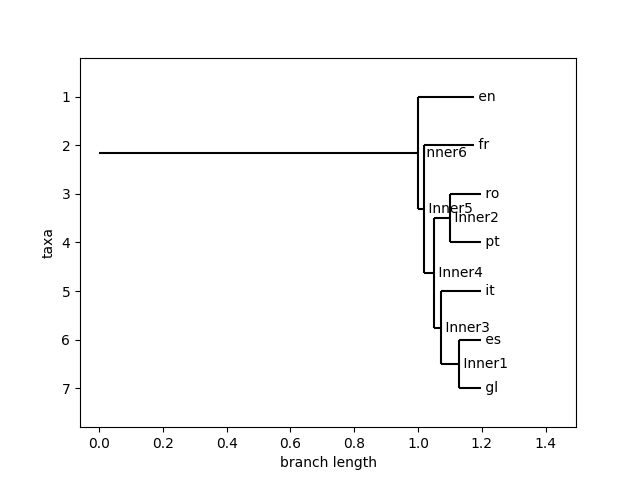 1
en
2
fr
nner6
3
ro
Inner5
Inner2
taxa
4
pt
Inner4
5
it
Inner3
6
es
Inner1
7
gl
0.0 0.2 0.4 0.6 0.8 1.0 1.2 1.4
branch length